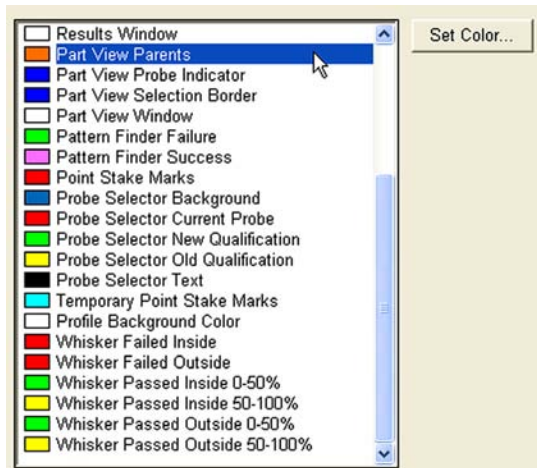 Results Window
Set Color...
Part View Parents
Part View Probe Indicator
Part View Selection Border
Part View Window
Pattern Finder Failure
Pattern Finder Success
Point Stake Marks
Probe Selector Background
Probe Selector Current Probe
Probe Selector New Qualification
Probe Selector Old Qualification
Probe Selector Text
Temporary Point Stake Marks
Profile Background Color
Whisker Failed Inside
Whisker Failed Outside
Whisker Passed Inside 0-50%
Whisker Passed Inside 50-100%
Whisker Passed Outside 0-50%
Whisker Passed Outside 50-100%